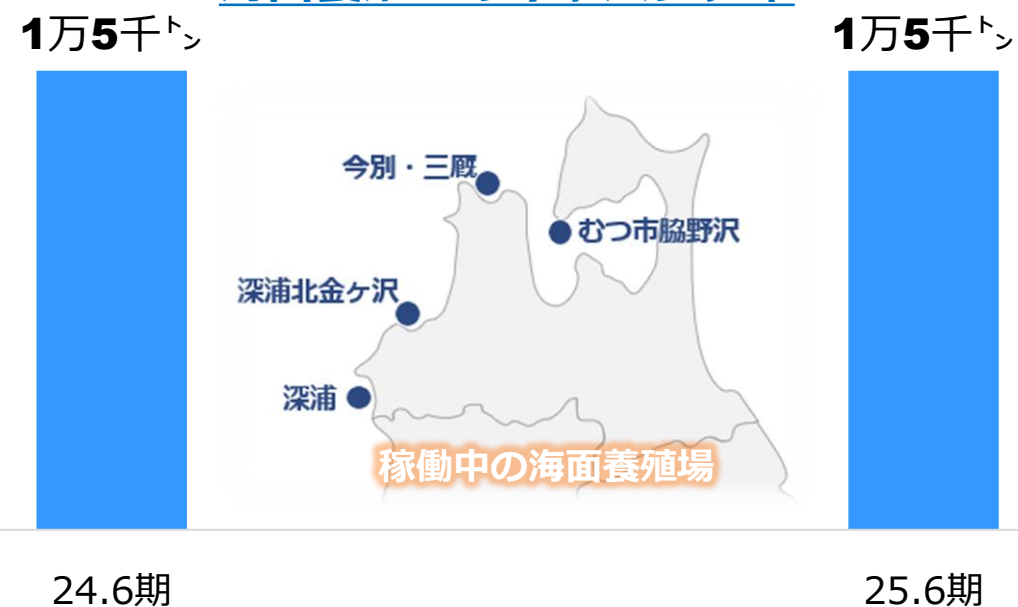 1万5千トン
1万5千トン
今別・三厩
むつ市脇野沢
深浦北金ヶ沢
深浦
稼働中の海面養殖場
24.6期
25.6期